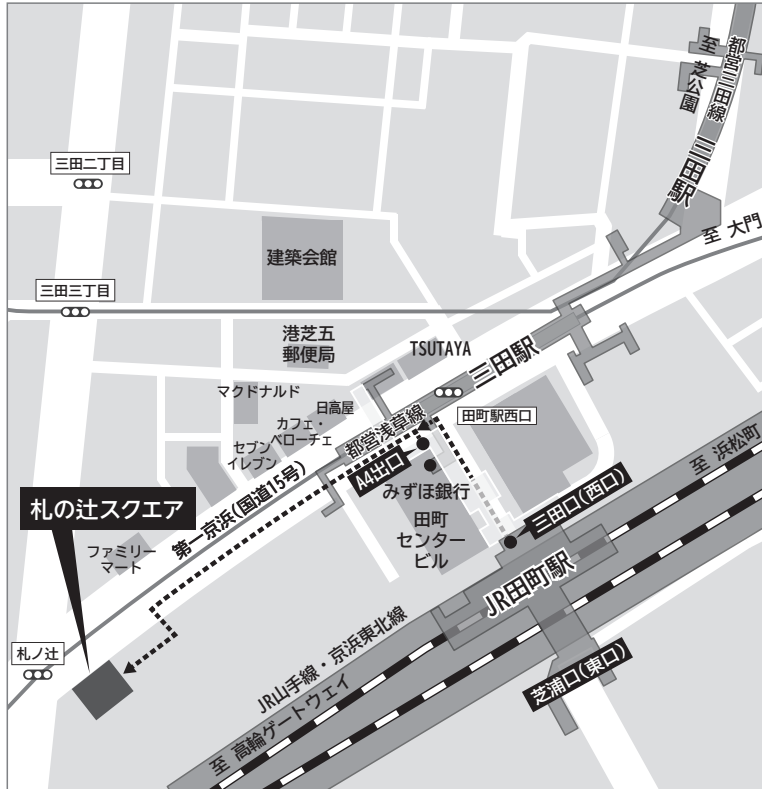 至 芝公園
都営三田線
三田駅
至 大門
三田二丁目
建築会館
三田三丁目
港芝五
郵便局
TSUTAYA
三田駅
マクドナルド
日高屋
カフェ・
ベローチェ
セブン
イレブン
都営浅草線
田町駅西口
A4出口
みずほ銀行
田町
センター
ビル
三田口(西口)
至 浜松町
札の辻スクエア
第一京浜(国道15号)
ファミリー
マート
JR田町駅
札ノ辻
JR山手線・京浜東北線
至 高輪ゲートウェイ
芝浦口(東口)